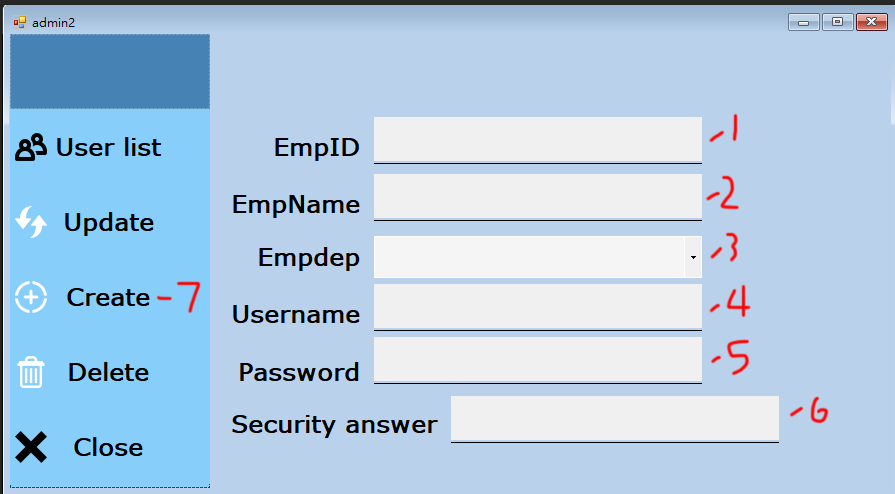 admin2
User list
Update
Create -7
Delete
Close
EmpID -1
EmpName -2
Empdep -3
Username -4
Password -5
Security answer -6